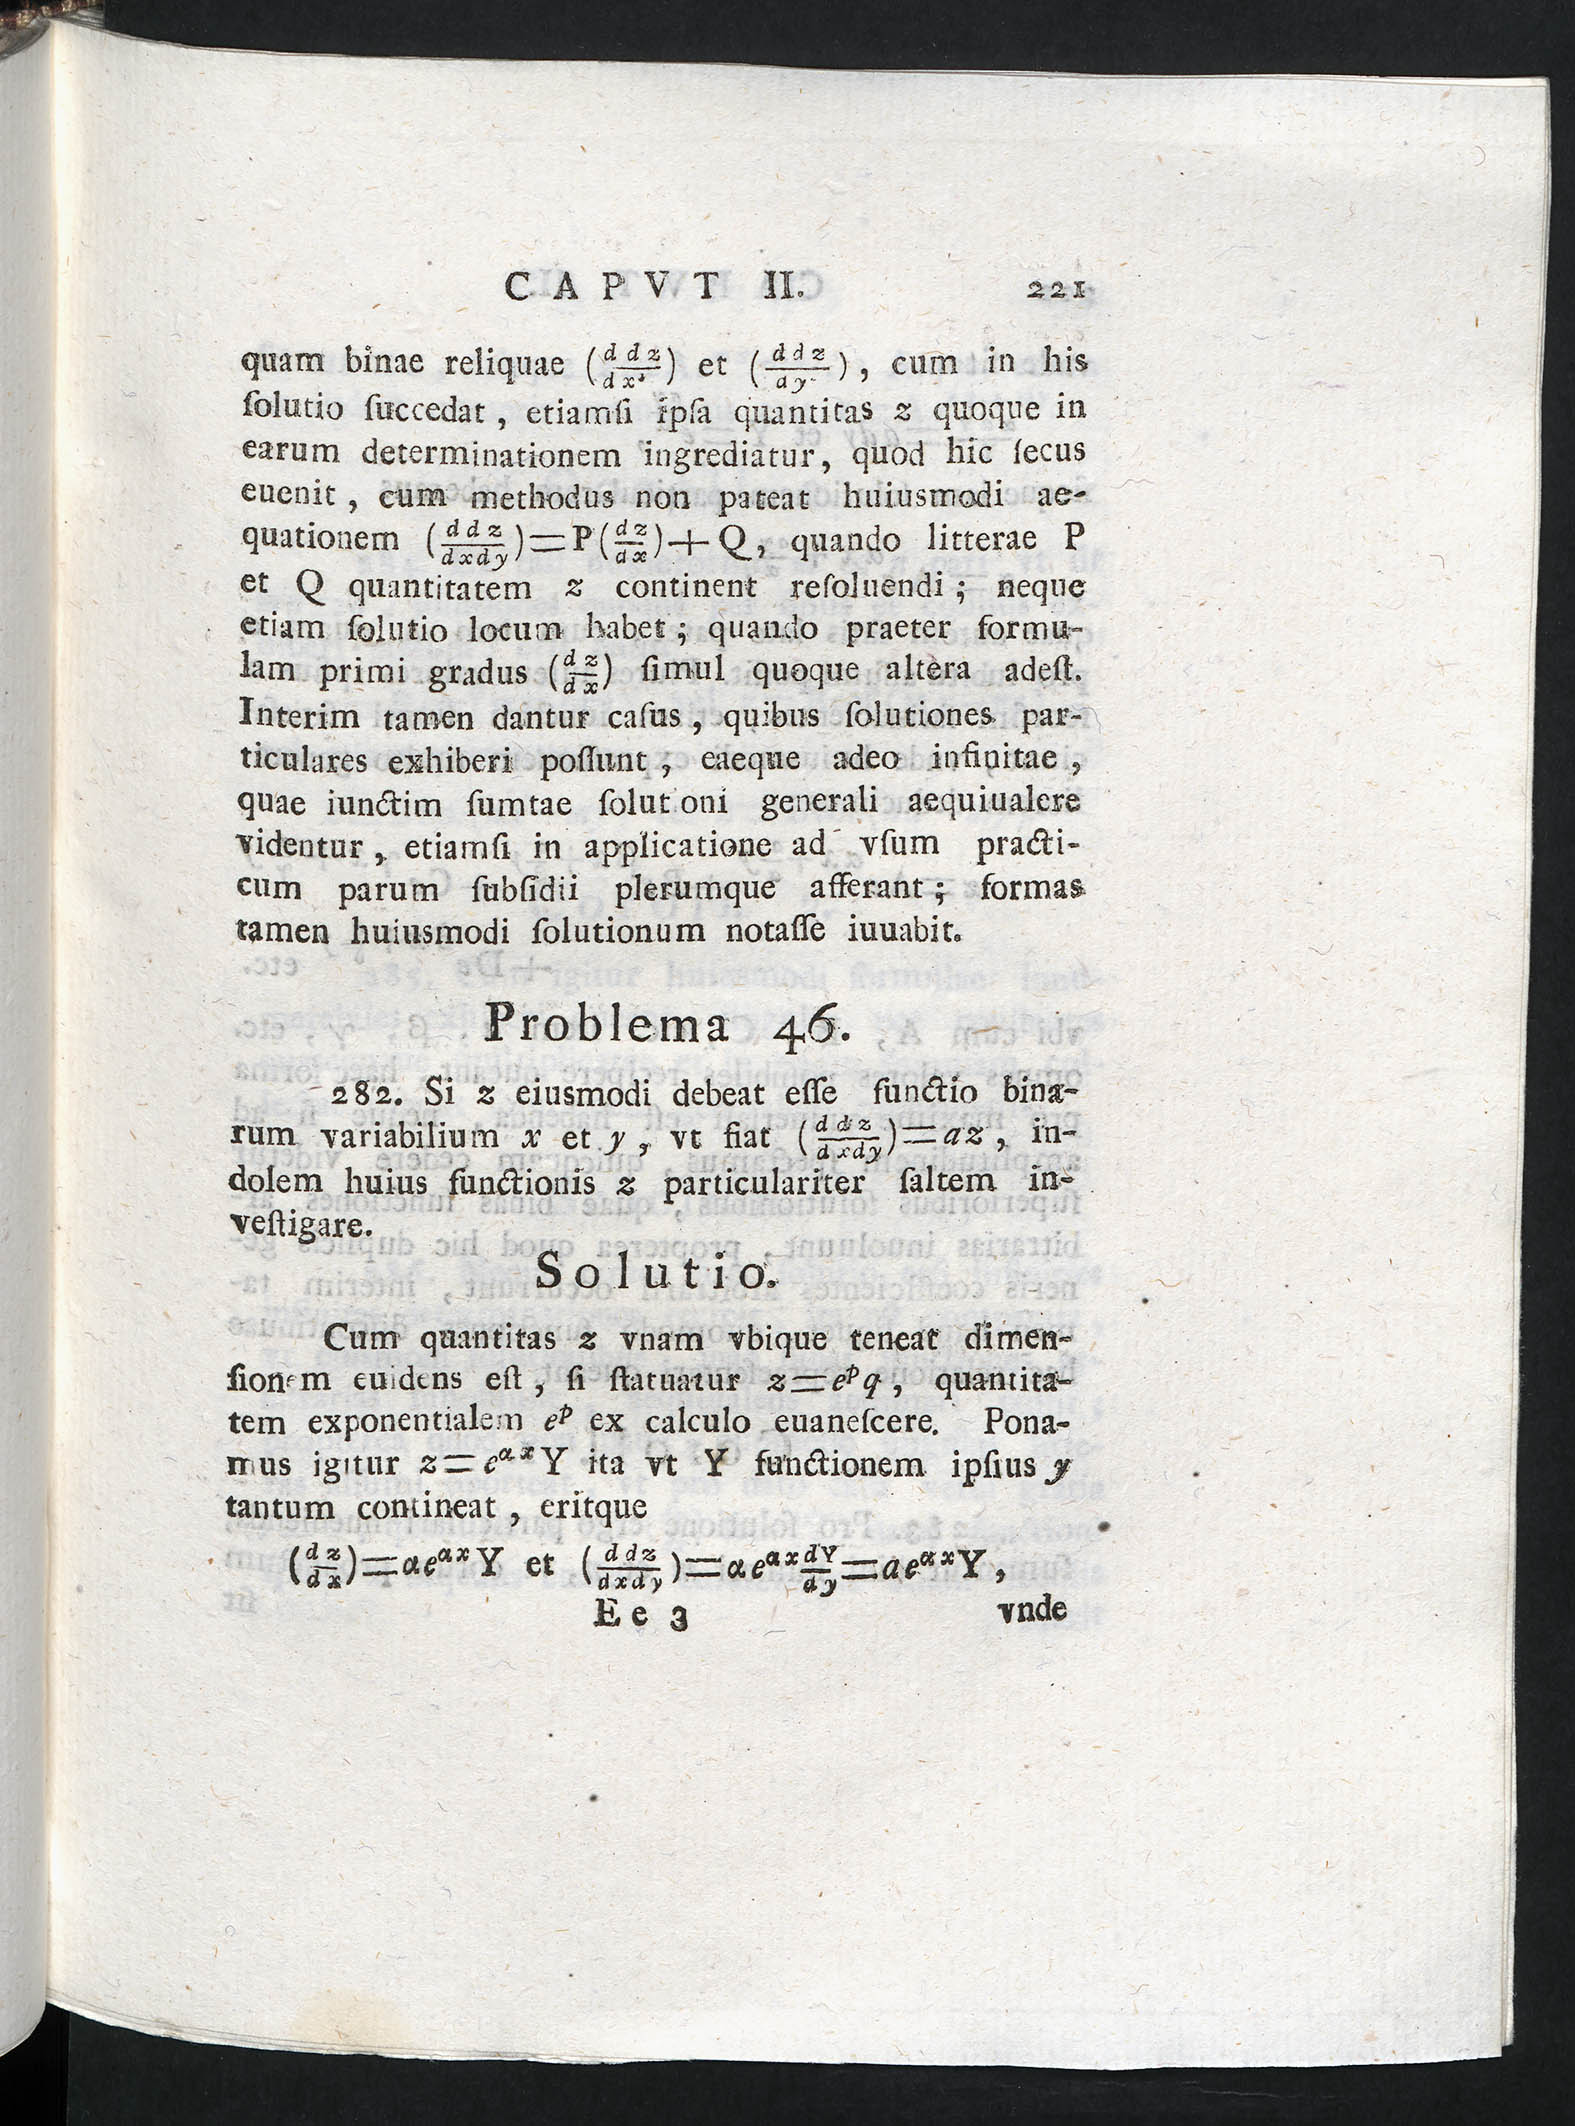 CAPVT II. 221
quam binae reliquae (ddz/dx²) et (ddz/dy²), cum in his
ſolutio ſuccedat, etiamſi ipſa quantitas z quoque in
earum determinationem ingrediatur, quod hic ſecus
euenit, cum methodus non pateat huiusmodi ae-
quationem (ddz/dxdy)=P(dz/dx)+Q, quando litterae P
et Q quantitatem z continent reſoluendi; neque
etiam ſolutio locum habet; quando praeter formu-
lam primi gradus (dz/dx) ſimul quoque altera adeſt.
Interim tamen dantur caſus, quibus ſolutiones par-
ticulares exhiberi poſſunt, eaeque adeo infinitae,
quae iunctim ſumtae ſolut oni generali aequiualere
videntur, etiamſi in applicatione ad vſum practi-
cum parum ſubſidii plerumque afferant; formas
tamen huiusmodi ſolutionum notaſſe iuuabit.
Problema 46.
282. Si z eiusmodi debeat eſſe functio bina-
rum variabilium x et y, vt fiat (ddz/dxdy)=az, in-
dolem huius functionis z particulariter ſaltem in-
veſtigare.
Solutio.
Cum quantitas z vnam vbique teneat dimen-
ſionem euidens eſt, ſi ſtatuatur z=e^p q, quantita-
tem exponentialem e^p ex calculo euaneſcere. Pona-
mus igitur z=e^{αx}Y ita vt Y functionem ipſius y
tantum contineat, eritque
(dz/dx)=αe^{αx}Y et (ddz/dxdy)=αe^{αx}dY/dy=ae^{αx}Y,
Ee 3 vnde